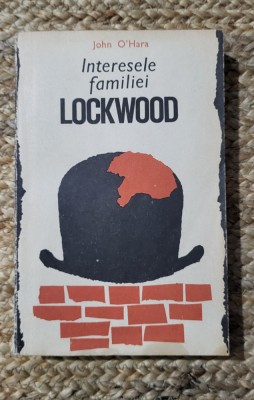 John O'Hara
Interesele
familiei
LOCKWOOD